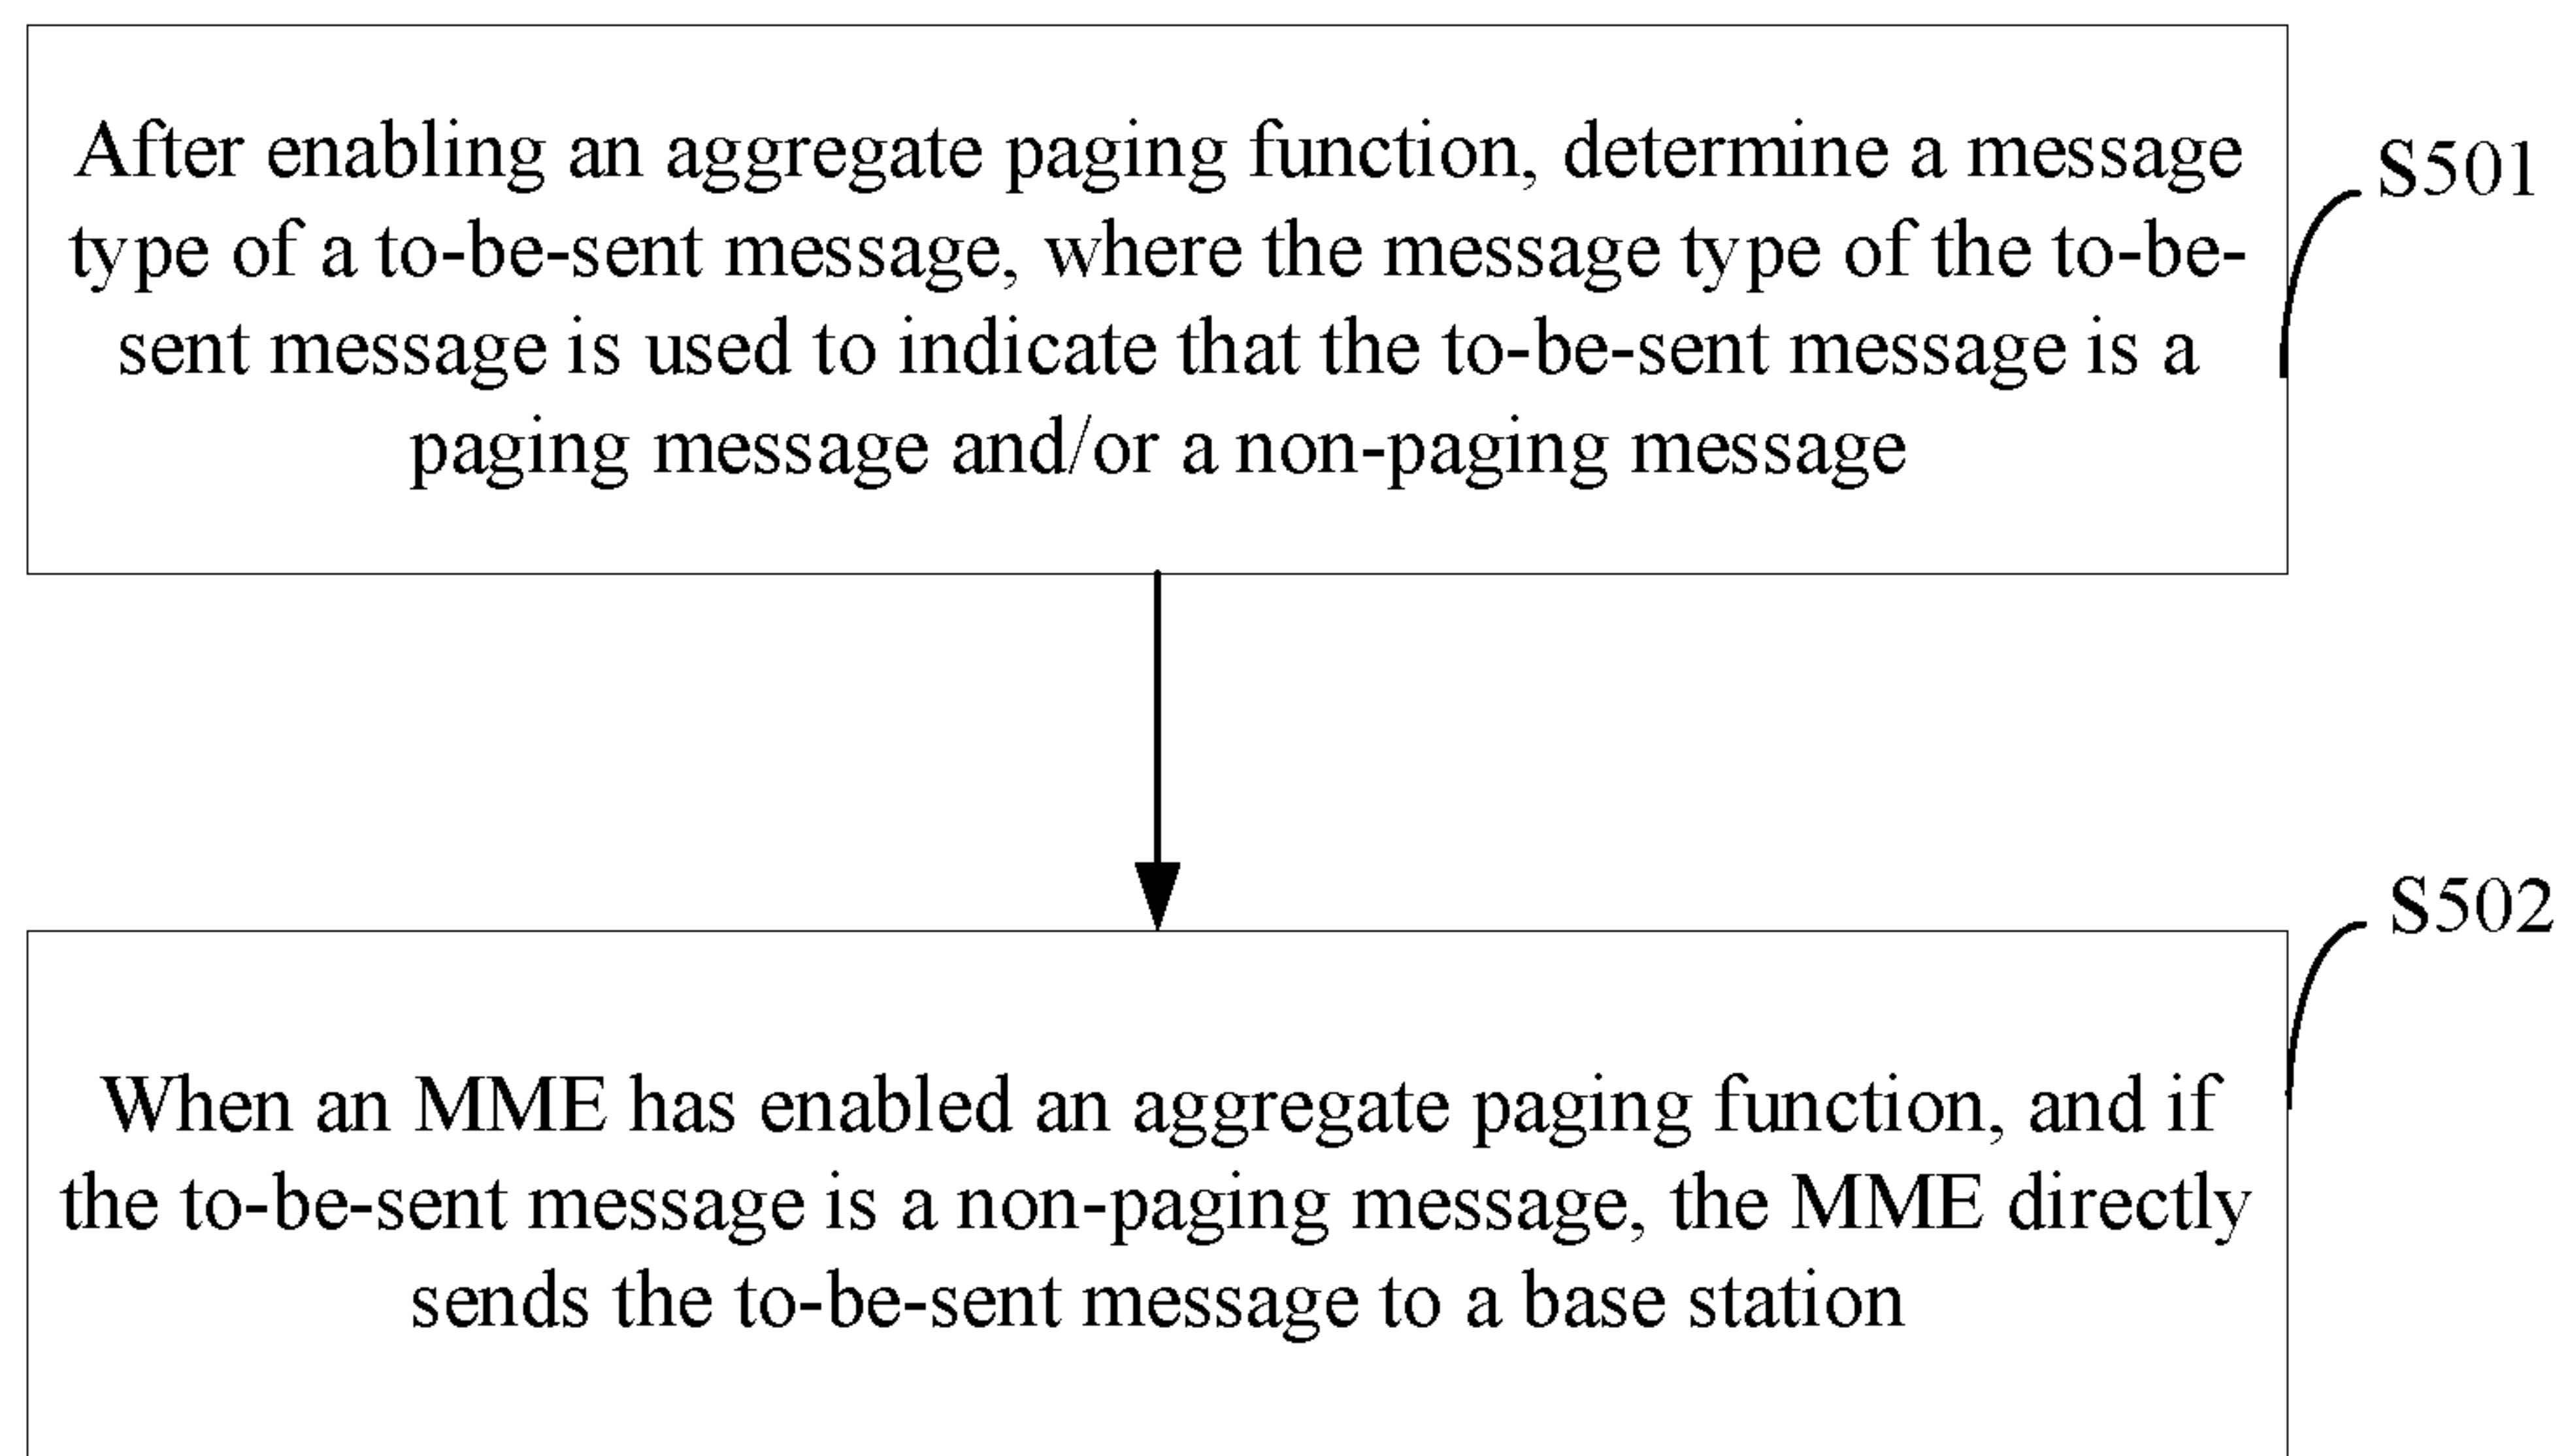 After enabling an aggregate paging function, determine a message
type of a to-be-sent message, where the message type of the to-be-
sent message is used to indicate that the to-be-sent message is a
paging message and/or a non-paging message
S501
When an MME has enabled an aggregate paging function, and if
the to-be-sent message is a non-paging message, the MME directly
sends the to-be-sent message to a base station
S502